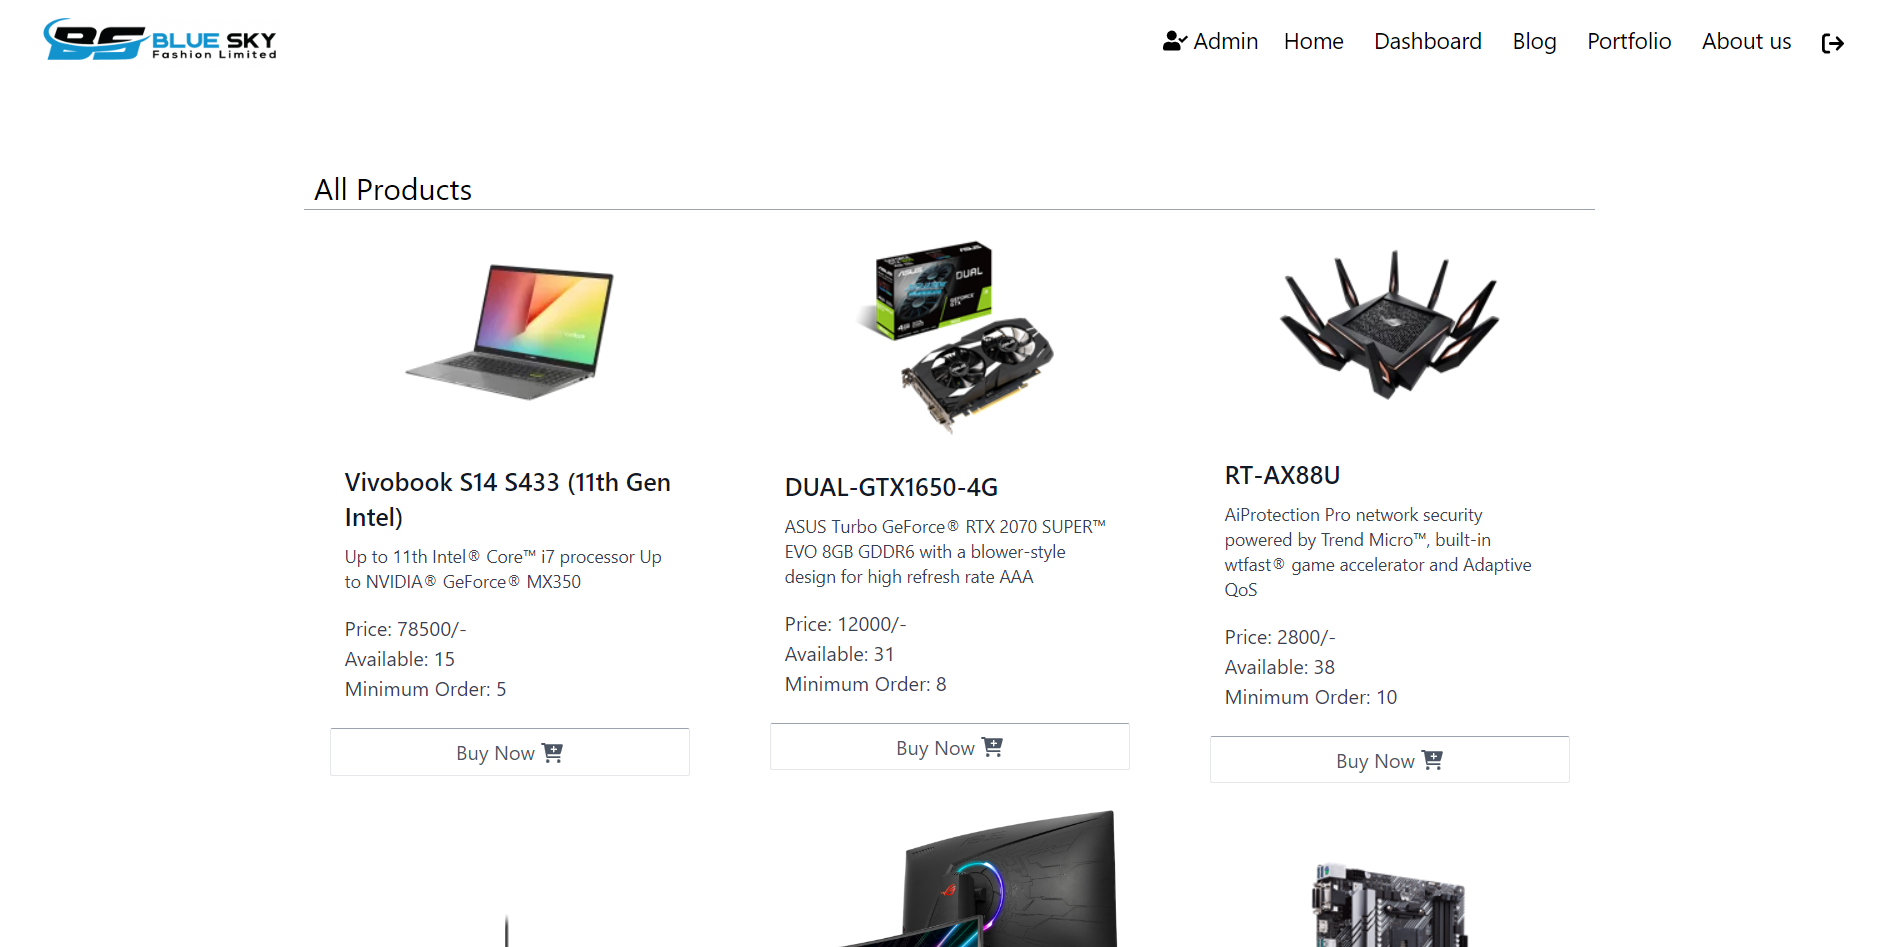 BS BLUE SKY
Fashion Limited
Admin Home Dashboard Blog Portfolio About us
All Products
ASUS
DUAL
GEFORCE
GTX
Vivobook S14 S433 (11th Gen
Intel)
Up to 11th Intel® Core™ i7 processor Up
to NVIDIA® GeForce® MX350
Price: 78500/-
Available: 15
Minimum Order: 5
Buy Now
DUAL-GTX1650-4G
ASUS Turbo GeForce® RTX 2070 SUPER™
EVO 8GB GDDR6 with a blower-style
design for high refresh rate AAA
Price: 12000/-
Available: 31
Minimum Order: 8
Buy Now
RT-AX88U
AiProtection Pro network security
powered by Trend Micro™, built-in
wtfast® game accelerator and Adaptive
QoS
Price: 2800/-
Available: 38
Minimum Order: 10
Buy Now